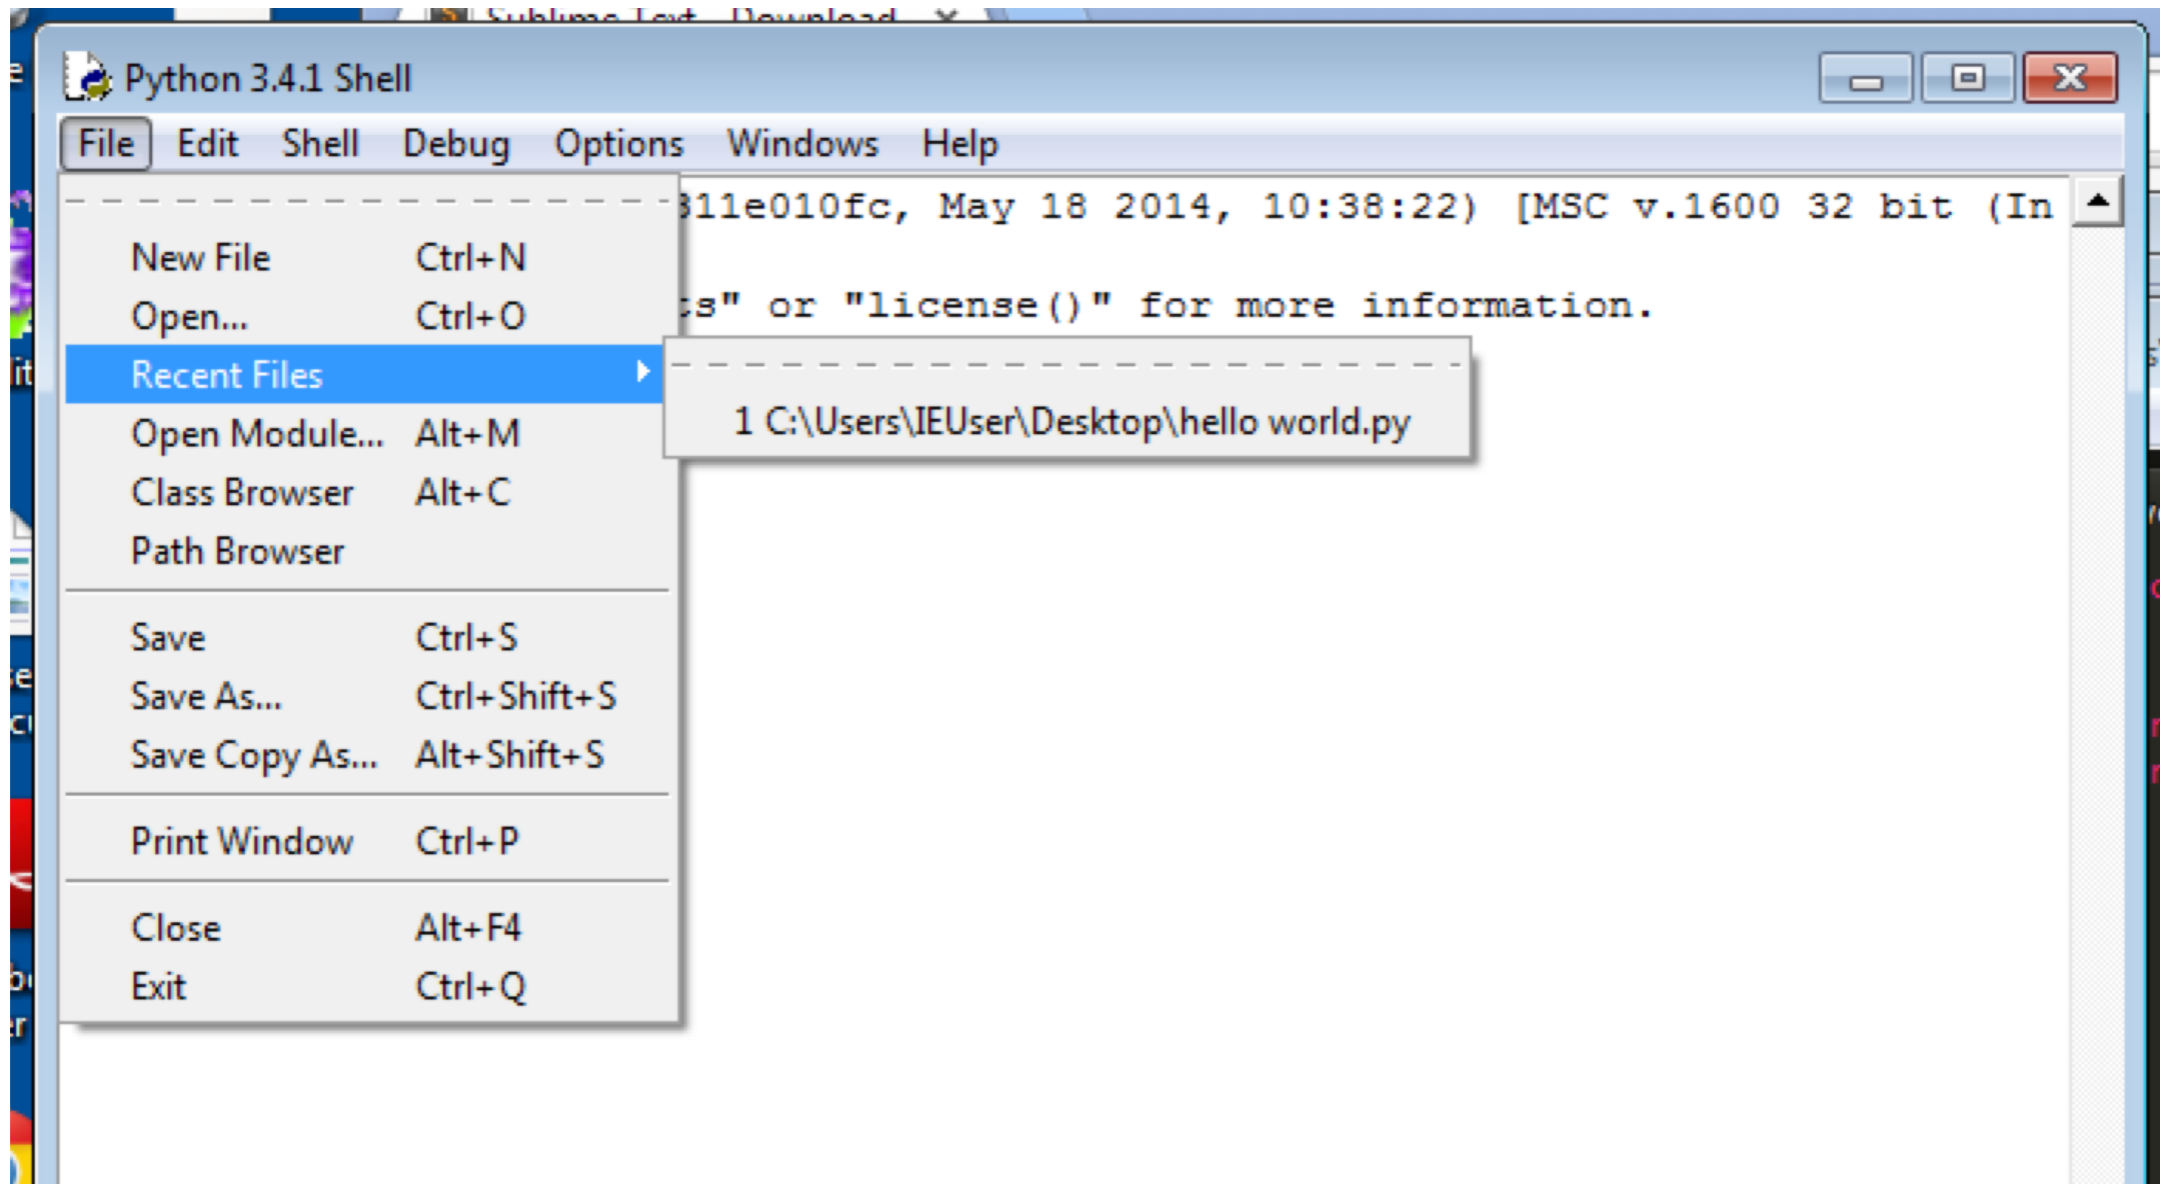 Sublime Text - Download
Python 3.4.1 Shell
File Edit Shell Debug Options Windows Help
311e010fc, May 18 2014, 10:38:22) [MSC v.1600 32 bit (In
New File Ctrl+N
s" or "license()" for more information.
Open... Ctrl+O
Recent Files
1 C:\Users\IEUser\Desktop\hello world.py
Open Module... Alt+M
Class Browser Alt+C
Path Browser
Save Ctrl+S
Save As... Ctrl+Shift+S
Save Copy As... Alt+Shift+S
Print Window Ctrl+P
Close Alt+F4
Exit Ctrl+Q